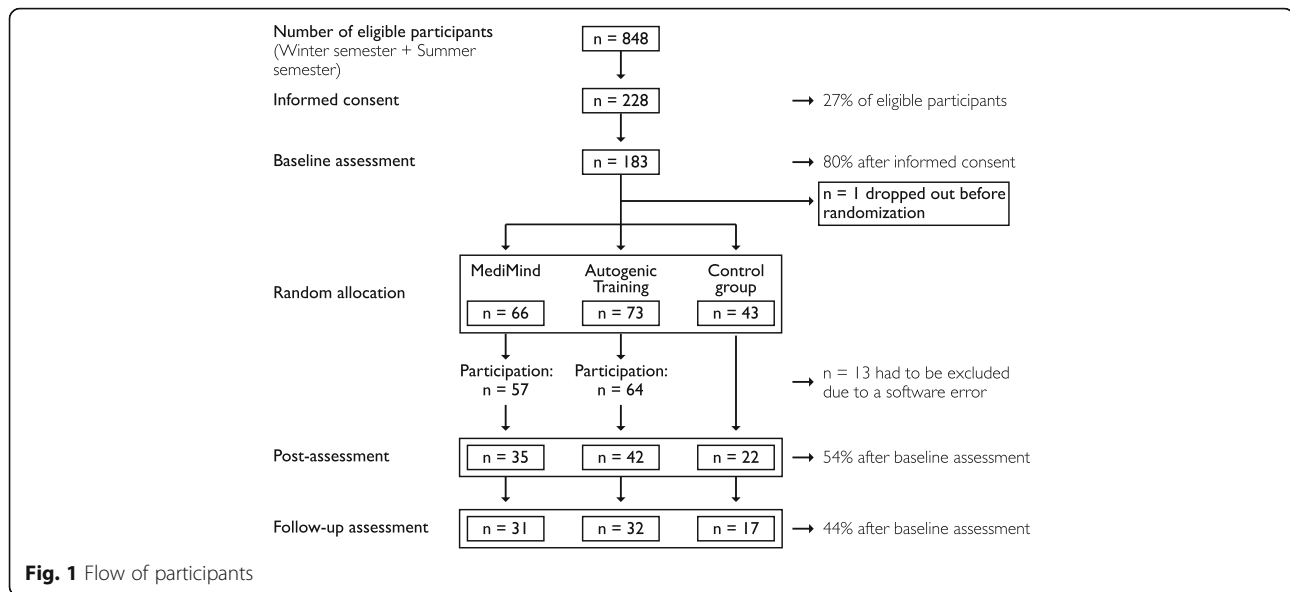 Number of eligible participants
(Winter semester + Summer
semester)
n = 848
Informed consent
n = 228
27% of eligible participants
Baseline assessment
n = 183
80% after informed consent
n = 1 dropped out before
randomization
Random allocation
MediMind
n = 66
Autogenic
Training
n = 73
Control
group
n = 43
Participation:
n = 57
Participation:
n = 64
n = 13 had to be excluded
due to a software error
Post-assessment
n = 35
n = 42
n = 22
54% after baseline assessment
Follow-up assessment
n = 31
n = 32
n = 17
44% after baseline assessment
Fig. 1 Flow of participants